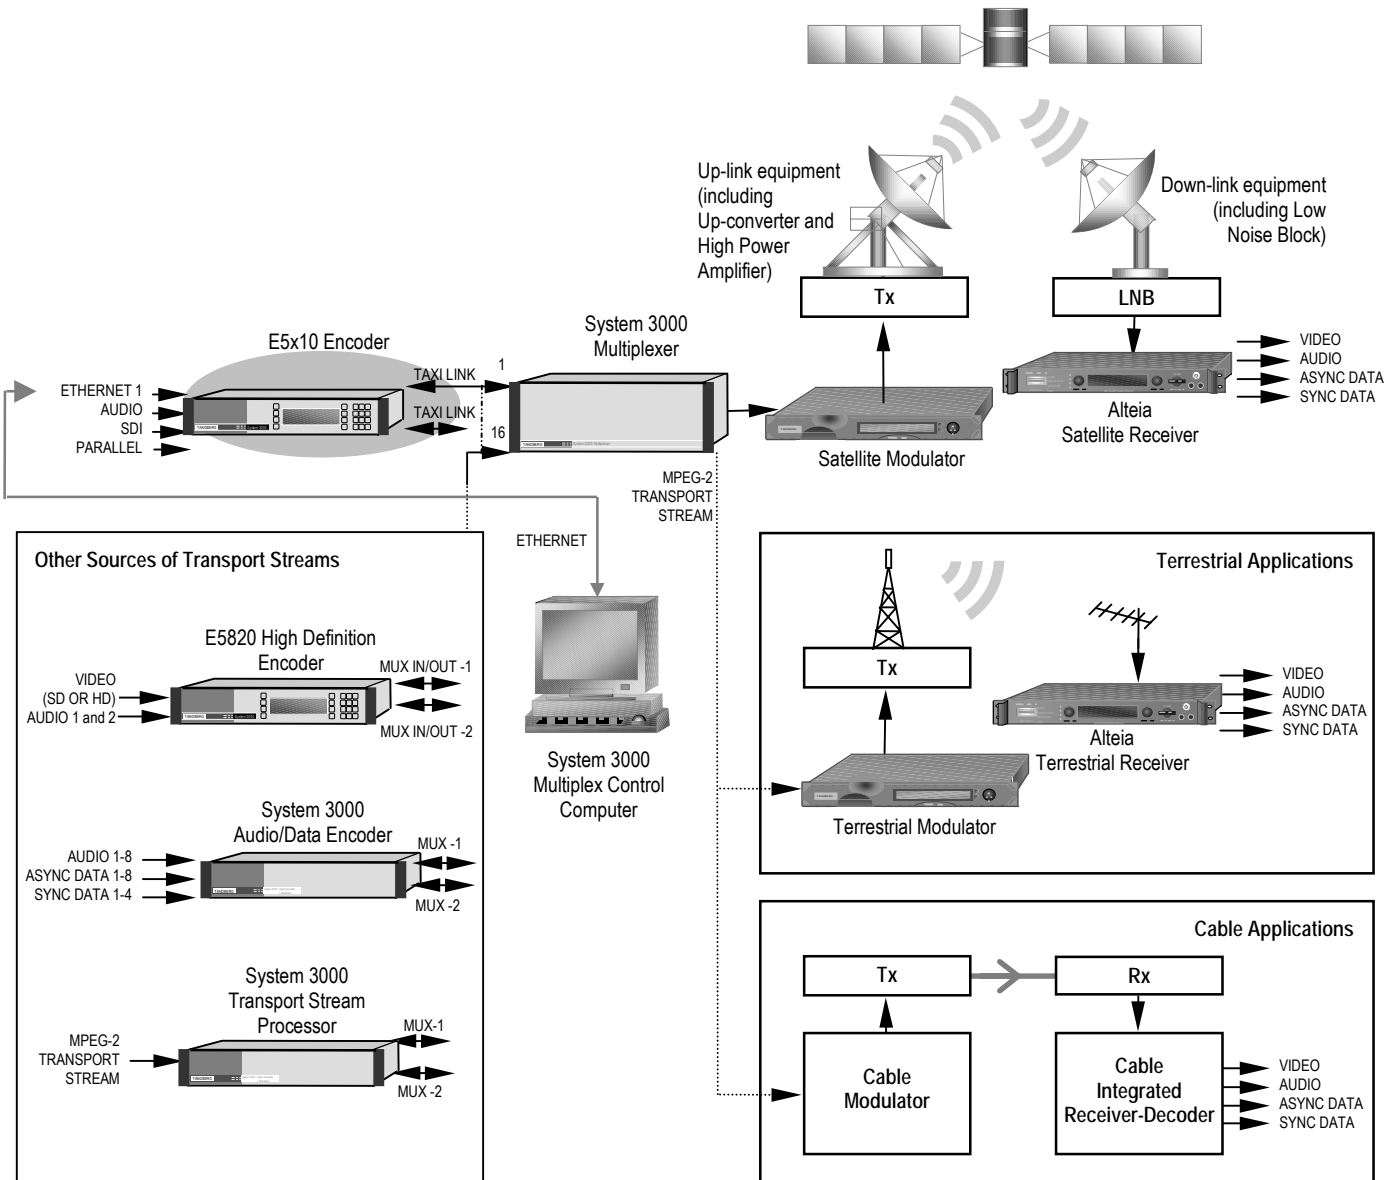 Up-link equipment
(including
Up-converter and
High Power
Amplifier)
Down-link equipment
(including Low
Noise Block)
Tx
LNB
System 3000
Multiplexer
E5x10 Encoder
TAXI LINK
1
TAXI LINK
16
ETHERNET 1
AUDIO
SDI
PARALLEL
VIDEO
AUDIO
ASYNC DATA
SYNC DATA
Alteia
Satellite Receiver
Satellite Modulator
MPEG-2
TRANSPORT
STREAM
ETHERNET
System 3000
Multiplex Control
Computer
Other Sources of Transport Streams
E5820 High Definition
Encoder
VIDEO
(SD OR HD)
AUDIO 1 and 2
MUX IN/OUT -1
MUX IN/OUT -2
System 3000
Audio/Data Encoder
AUDIO 1-8
ASYNC DATA 1-8
SYNC DATA 1-4
MUX -1
MUX -2
System 3000
Transport Stream
Processor
MPEG-2
TRANSPORT
STREAM
MUX-1
MUX -2
Terrestrial Applications
Tx
VIDEO
AUDIO
ASYNC DATA
SYNC DATA
Alteia
Terrestrial Receiver
Terrestrial Modulator
Cable Applications
Tx
Rx
Cable
Modulator
Cable
Integrated
Receiver-Decoder
VIDEO
AUDIO
ASYNC DATA
SYNC DATA